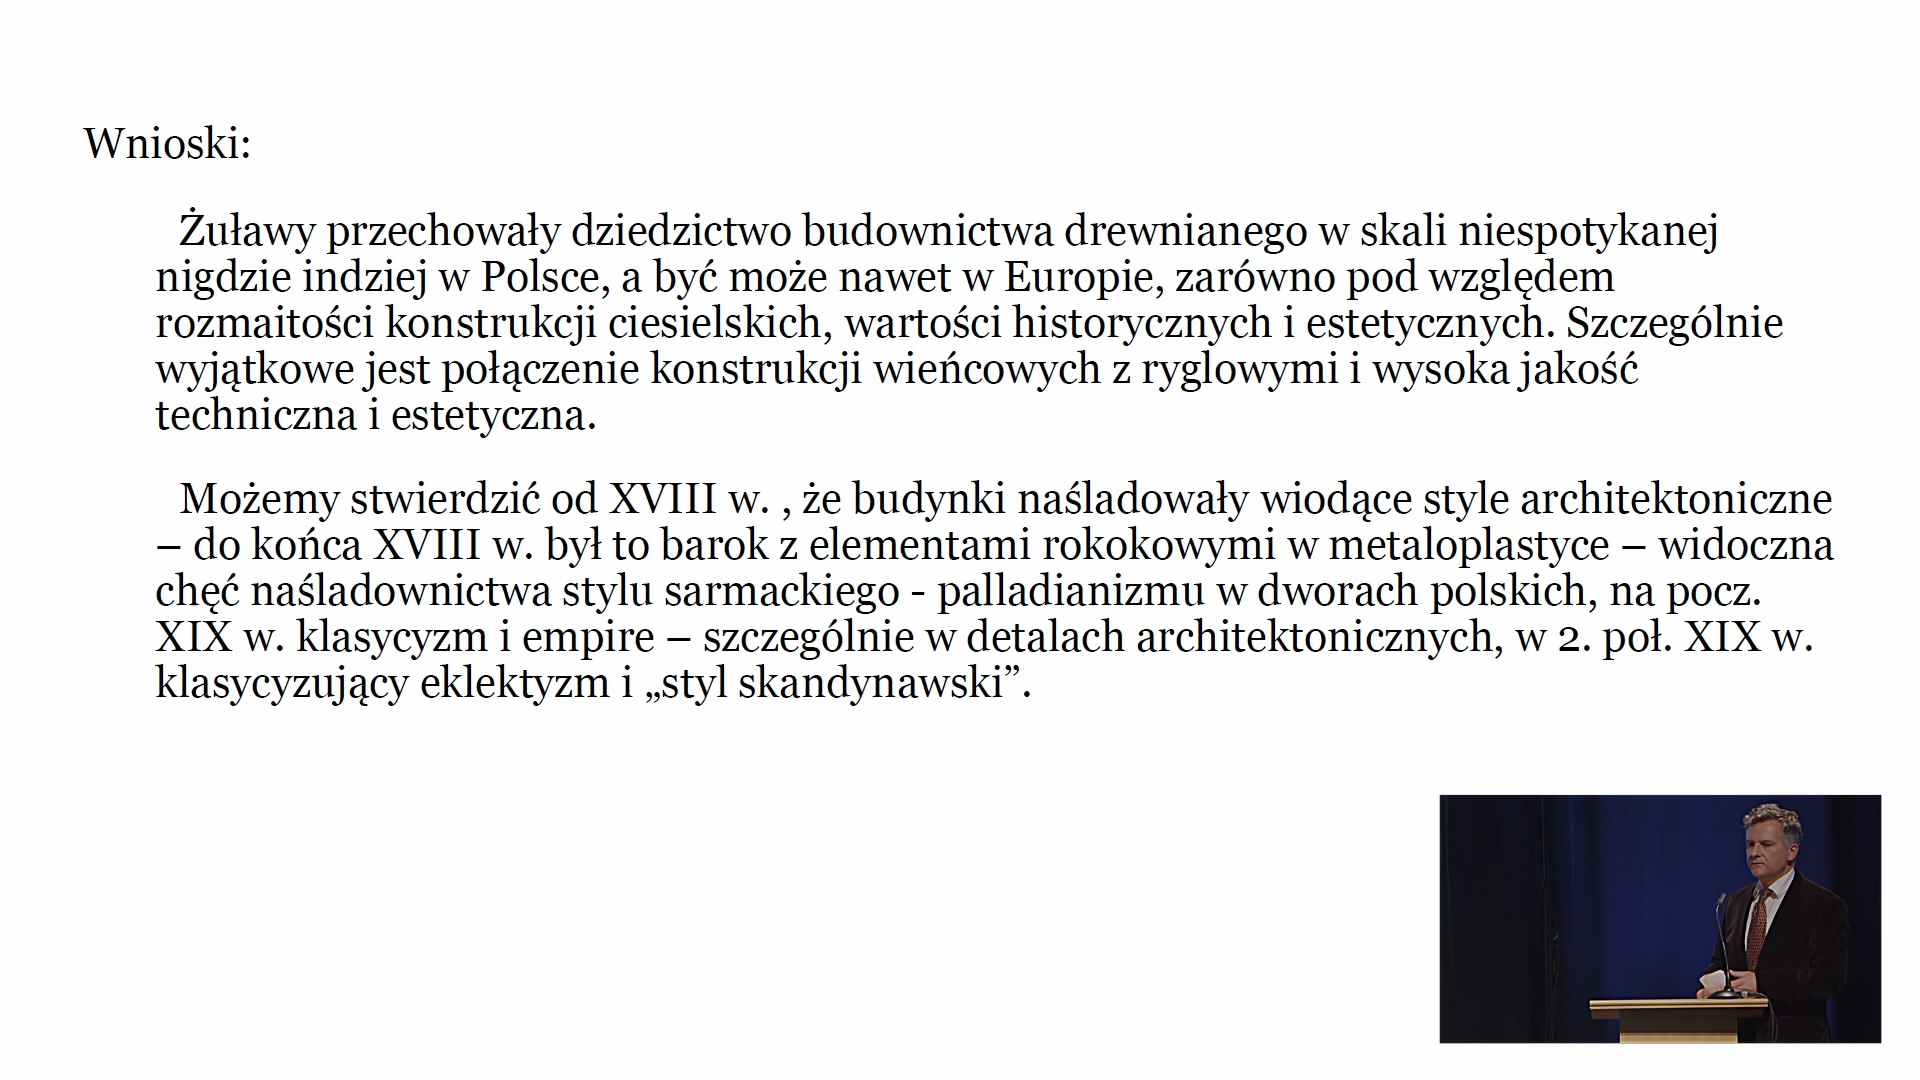 Wnioski:
Żuławy przechowały dziedzictwo budownictwa drewnianego w skali niespotykanej
nigdzie indziej w Polsce, a być może nawet w Europie, zarówno pod względem
rozmaitości konstrukcji ciesielskich, wartości historycznych i estetycznych. Szczególnie
wyjątkowe jest połączenie konstrukcji wieńcowych z ryglowymi i wysoka jakość
techniczna i estetyczna.
Możemy stwierdzić od XVIII w. , że budynki naśladowały wiodące style architektoniczne
– do końca XVIII w. był to barok z elementami rokokowymi w metaloplastyce – widoczna
chęć naśladownictwa stylu sarmackiego - palladianizmu w dworach polskich, na pocz.
XIX w. klasycyzm i empire – szczególnie w detalach architektonicznych, w 2. poł. XIX w.
klasycyzujący eklektyzm i „styl skandynawski”.